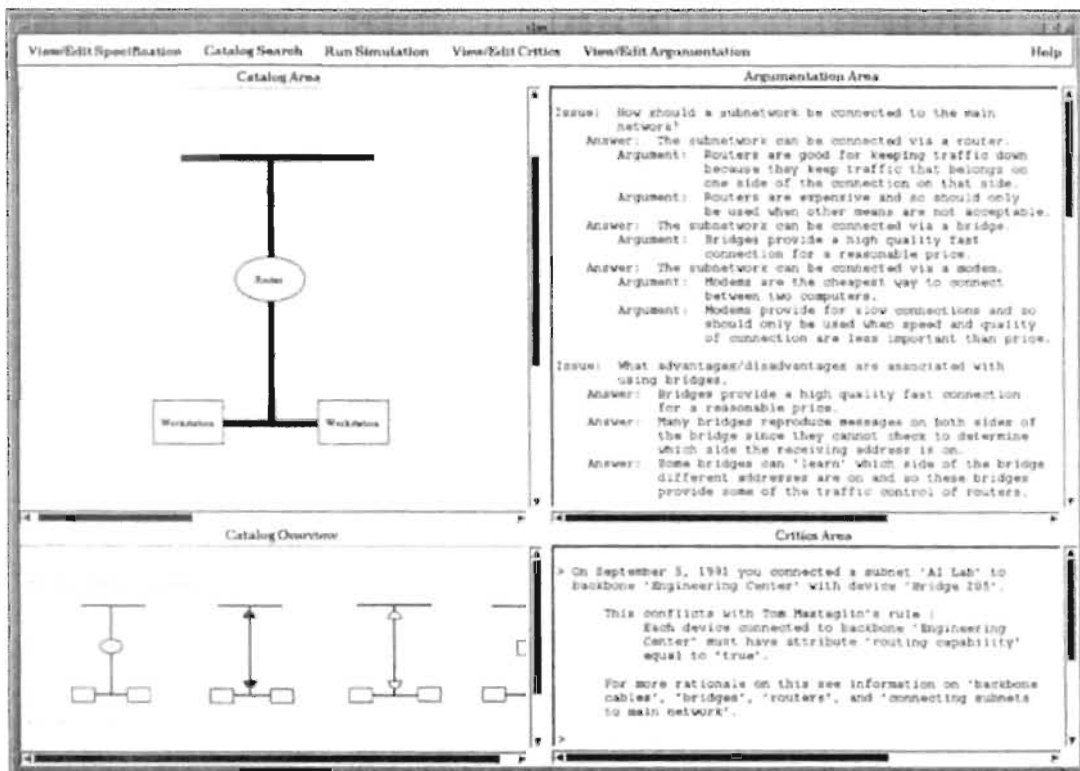 View/Edit Specification Catalog Search Run Simulation View/Edit Critics View/Edit Argumentation Help
Catalog Area
Router
Workstation Workstation
Argumentation Area
Issue: How should a subnetwork be connected to the main
network?
Answer: The subnetwork can be connected via a router.
Argument: Routers are good for keeping traffic down
because they keep traffic that belongs on
one side of the connection on that side.
Argument: Routers are expensive and so should only
be used when other means are not acceptable.
Answer: The subnetwork can be connected via a bridge.
Argument: Bridges provide a high quality fast
connection for a reasonable price.
Answer: The subnetwork can be connected via a modem.
Argument: Modems are the cheapest way to connect
between two computers.
Argument: Modems provide for slow connections and so
should only be used when speed and quality
of connection are less important than price.
Issue: What advantages/disadvantages are associated with
using bridges.
Answer: Bridges provide a high quality fast connection
for a reasonable price.
Answer: Many bridges reproduce messages on both sides of
the bridge since they cannot check to determine
which side the receiving address is on.
Answer: Some bridges can 'learn' which side of the bridge
different addresses are on and so these bridges
provide some of the traffic control of routers.
Catalog Overview
Critics Area
> On September 5, 1991 you connected a subnet 'AI Lab' to
backbone 'Engineering Center' with device 'Bridge 205'.
This conflicts with Tom Mastaglio's rule :
Each device connected to backbone 'Engineering
Center' must have attribute 'routing capability'
equal to 'true'.
For more rationale on this see information on 'backbone
cables', 'bridges', 'routers', and 'connecting subnets
to main network'.
>